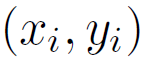 (x_i, y_i)